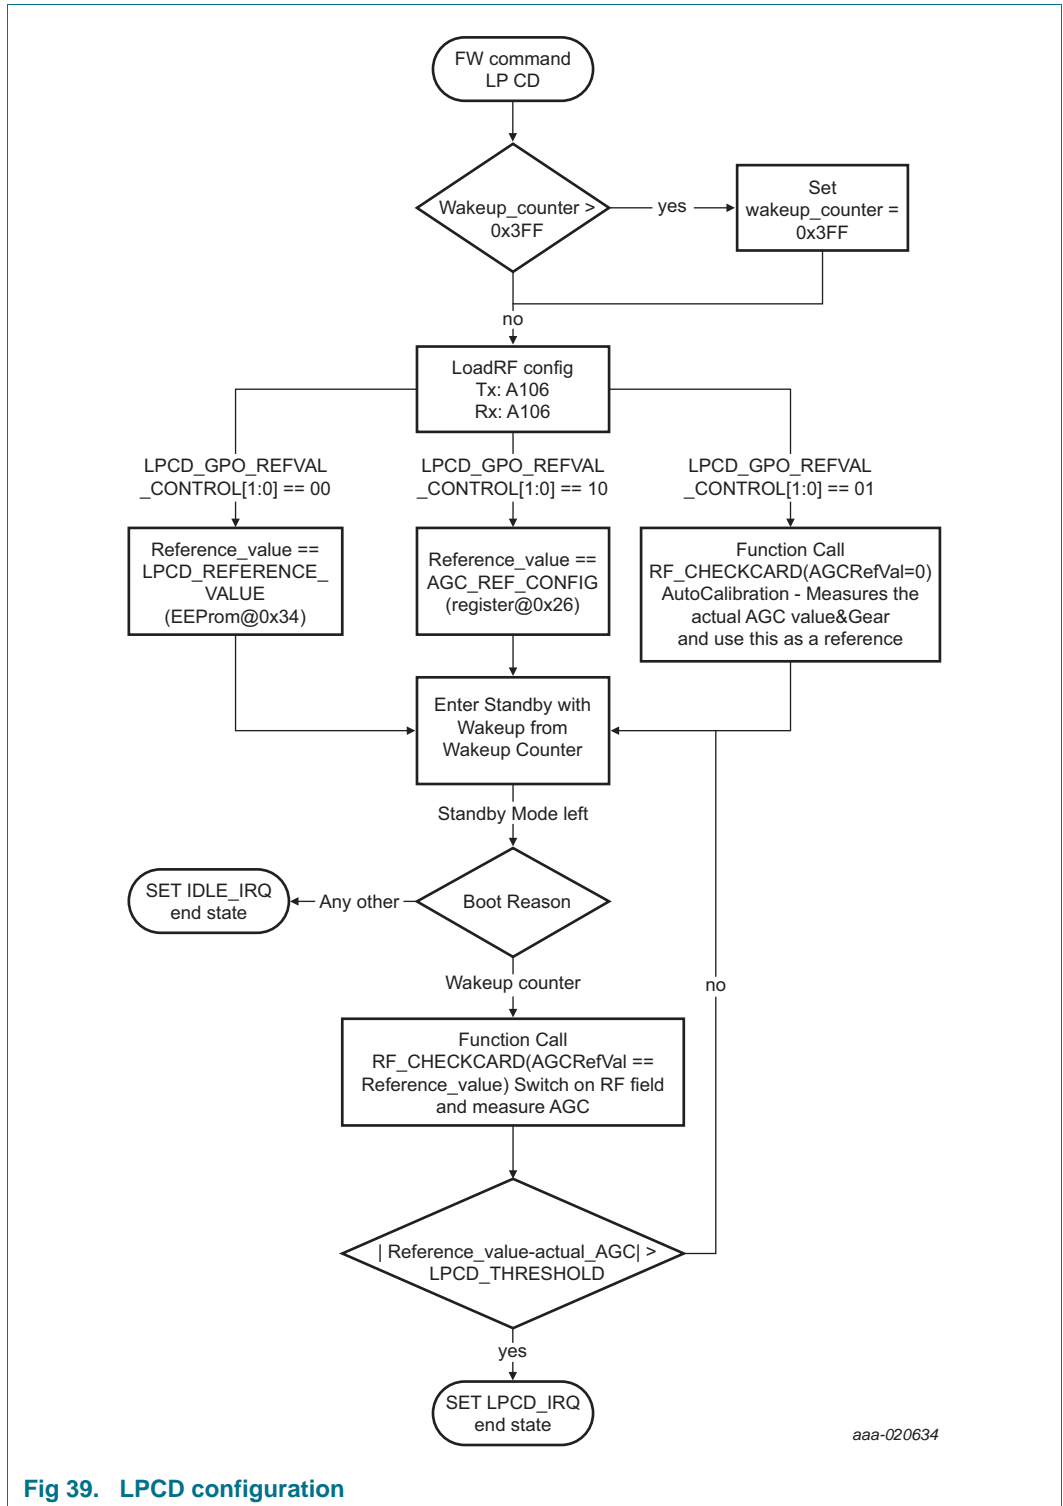 FW command
LP CD
Wakeup_counter >
0x3FF
yes
Set
wakeup_counter =
0x3FF
no
LoadRF config
Tx: A106
Rx: A106
LPCD_GPO_REFVAL
_CONTROL[1:0] == 00
LPCD_GPO_REFVAL
_CONTROL[1:0] == 10
LPCD_GPO_REFVAL
_CONTROL[1:0] == 01
Reference_value ==
LPCD_REFERENCE_
VALUE
(EEProm@0x34)
Reference_value ==
AGC_REF_CONFIG
(register@0x26)
Function Call
RF_CHECKCARD(AGCRefVal=0)
AutoCalibration - Measures the
actual AGC value&Gear
and use this as a reference
Enter Standby with
Wakeup from
Wakeup Counter
Standby Mode left
SET IDLE_IRQ
end state
Any other
Boot Reason
Wakeup counter
no
Function Call
RF_CHECKCARD(AGCRefVal ==
Reference_value) Switch on RF field
and measure AGC
| Reference_value-actual_AGC| >
LPCD_THRESHOLD
yes
SET LPCD_IRQ
end state
aaa-020634
Fig 39. LPCD configuration